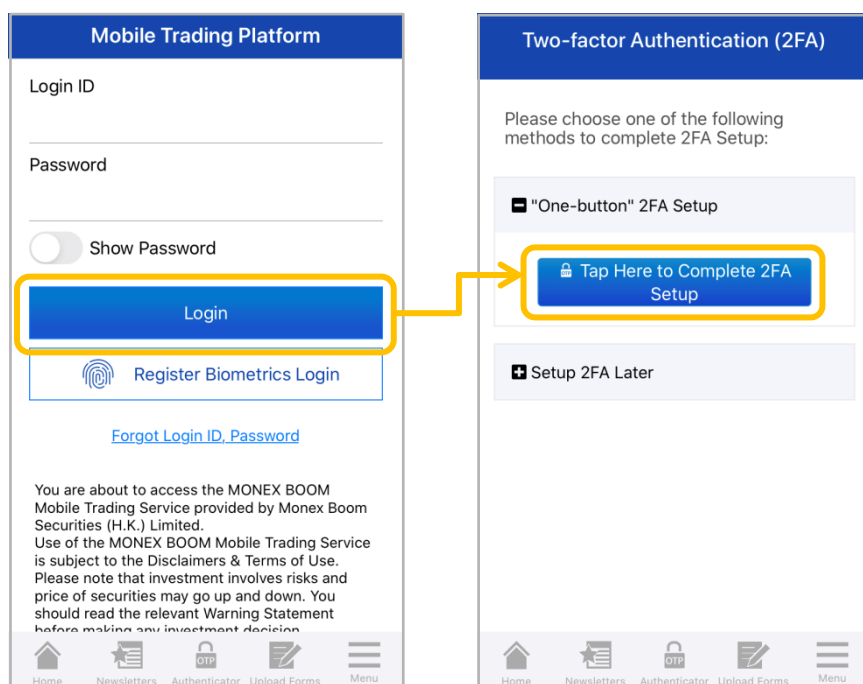 Mobile Trading Platform
Login ID
Password
Show Password
Login
Register Biometrics Login
Forgot Login ID, Password
You are about to access the MONEX BOOM
Mobile Trading Service provided by Monex Boom
Securities (H.K.) Limited.
Use of the MONEX BOOM Mobile Trading Service
is subject to the Disclaimers & Terms of Use.
Please note that investment involves risks and
price of securities may go up and down. You
should read the relevant Warning Statement
before making any investment decision
OTP
Home Newsletters Authenticator Upload Forms Menu
Two-factor Authentication (2FA)
Please choose one of the following
methods to complete 2FA Setup:
"One-button" 2FA Setup
Tap Here to Complete 2FA
Setup
Setup 2FA Later
OTP
Home Newsletters Authenticator Upload Forms Menu